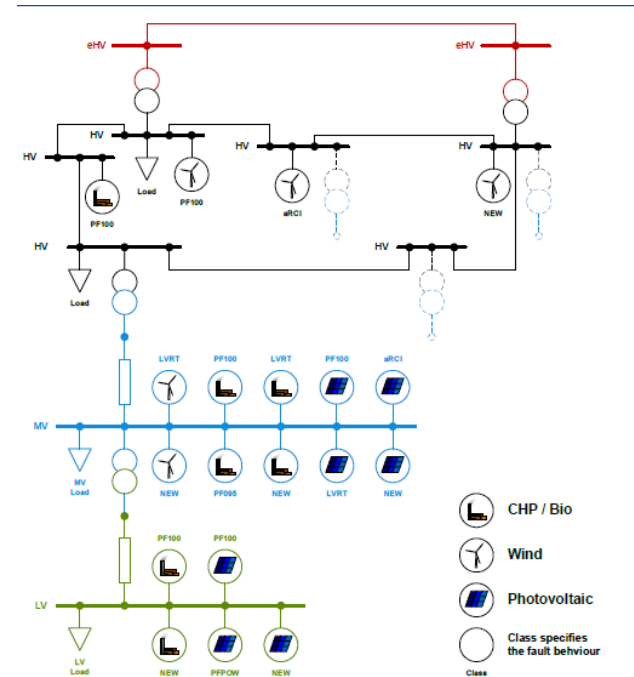 eHV
eHV
HV
HV
HV
HV
Load
PF100
aRCI
NEW
PF100
HV
HV
Load
LVRT
PF100
LVRT
PF100
aRCI
MV
MV
Load
NEW
PF095
NEW
LVRT
NEW
CHP / Bio
PF100
PF100
Wind
Photovoltaic
LV
LV
Load
NEW
PFPOW
NEW
Class specifies
the fault behviour
Class